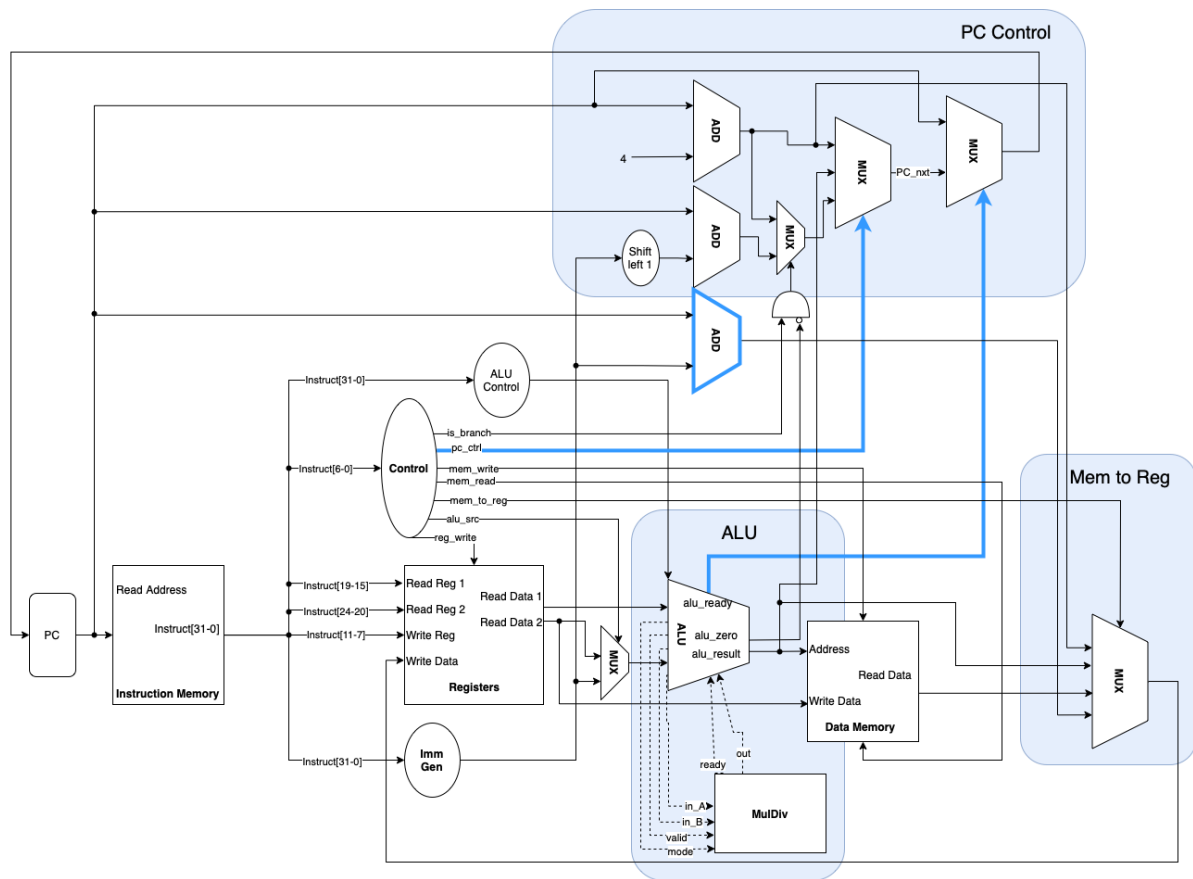 PC Control
ADD
4
MUX
MUX
PC_nxt
ADD
MUX
Shift
left 1
ADD
ALU
Control
Instruct[31-0]
is_branch
pc_ctrl
Control
Instruct[6-0]
mem_write
mem_read
mem_to_reg
alu_src
reg_write
Mem to Reg
ALU
PC
Read Address
Instruct[31-0]
Instruction Memory
Instruct[19-15]
Instruct[24-20]
Instruct[11-7]
Read Reg 1
Read Data 1
Read Reg 2
Read Data 2
Write Reg
Write Data
Registers
MUX
alu_ready
ALU
alu_zero
alu_result
Address
Read Data
Write Data
Data Memory
MUX
Instruct[31-0]
Imm
Gen
out
ready
in_A
in_B
valid
mode
MulDiv